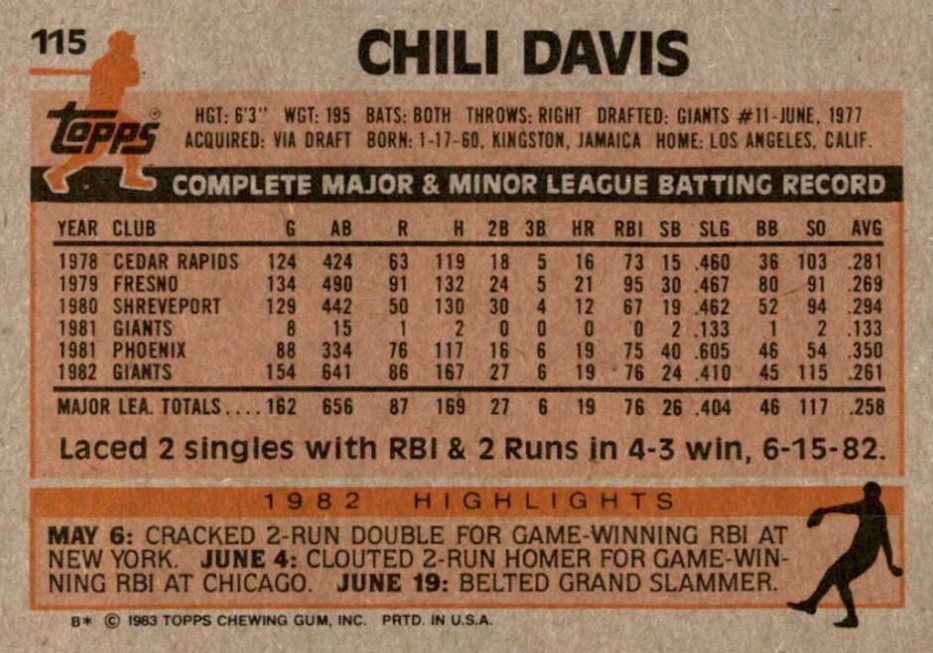 115
CHILI DAVIS
Topps®
HGT: 6'3" WGT: 195 BATS: BOTH THROWS: RIGHT DRAFTED: GIANTS #11-JUNE, 1977
ACQUIRED: VIA DRAFT BORN: 1-17-60, KINGSTON, JAMAICA HOME: LOS ANGELES, CALIF.
COMPLETE MAJOR & MINOR LEAGUE BATTING RECORD
YEAR CLUB G AB R H 2B 3B HR RBI SB SLG BB SO AVG
1978 CEDAR RAPIDS 124 424 63 119 18 5 16 73 15 .460 36 103 .281
1979 FRESNO 134 490 91 132 24 5 21 95 30 .467 80 91 .269
1980 SHREVEPORT 129 442 50 130 30 4 12 67 19 .462 52 94 .294
1981 GIANTS 8 15 1 2 0 0 0 0 2 .133 1 2 .133
1981 PHOENIX 88 334 76 117 16 6 19 75 40 .605 46 54 .350
1982 GIANTS 154 641 86 167 27 6 19 76 24 .410 45 115 .261
MAJOR LEA. TOTALS....162 656 87 169 27 6 19 76 26 .404 46 117 .258
Laced 2 singles with RBI & 2 Runs in 4-3 win, 6-15-82.
1982 HIGHLIGHTS
MAY 6: CRACKED 2-RUN DOUBLE FOR GAME-WINNING RBI AT
NEW YORK. JUNE 4: CLOUTED 2-RUN HOMER FOR GAME-WIN-
NING RBI AT CHICAGO. JUNE 19: BELTED GRAND SLAMMER.
B* © 1983 TOPPS CHEWING GUM, INC. PRTD. IN U.S.A.